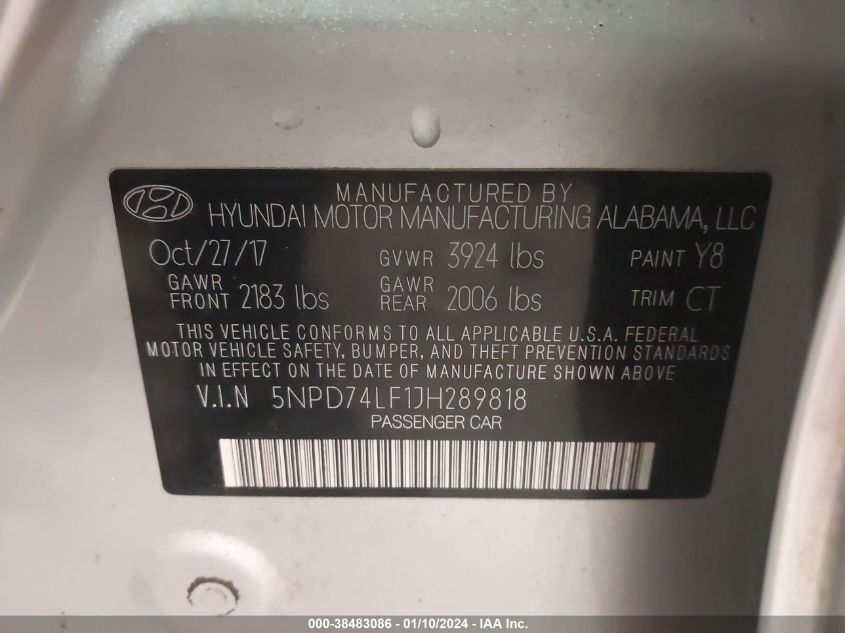 MANUFACTURED BY
HYUNDAI MOTOR MANUFACTURING ALABAMA, LLC
Oct/27/17 GVWR 3924 lbs PAINT Y8
GAWR FRONT 2183 lbs GAWR REAR 2006 lbs TRIM CT
THIS VEHICLE CONFORMS TO ALL APPLICABLE U.S.A. FEDERAL
MOTOR VEHICLE SAFETY, BUMPER, AND THEFT PREVENTION STANDARDS
IN EFFECT ON THE DATE OF MANUFACTURE SHOWN ABOVE.
V.I.N 5NPD74LF1JH289818
PASSENGER CAR
000-38483086 - 01/10/2024 - IAA Inc.